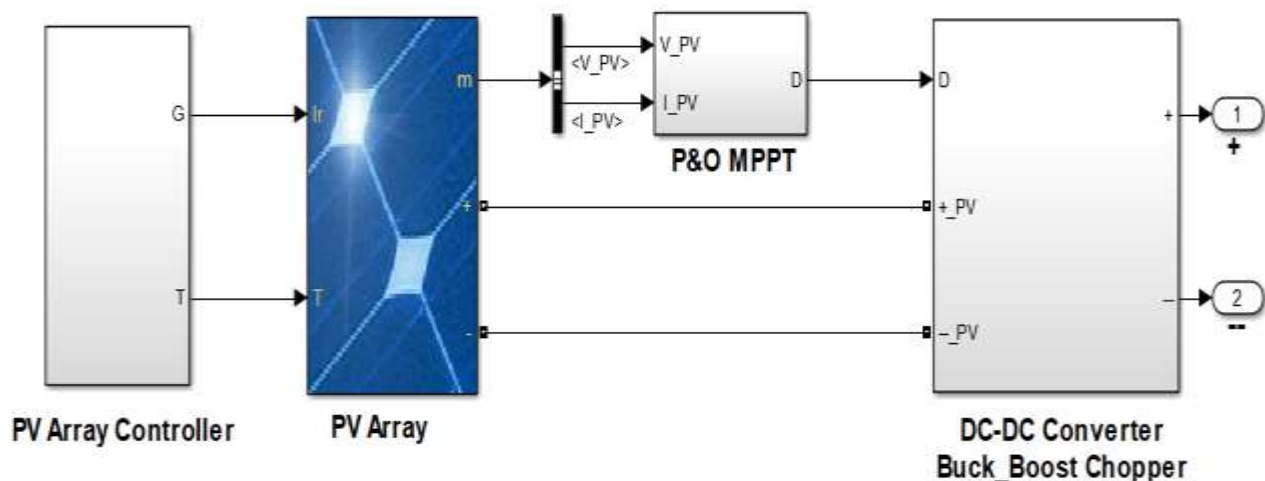 G
T
PV Array Controller
Ir
T
m
+
-
PV Array
<V_PV>
<I_PV>
V_PV
I_PV
D
P&O MPPT
D
+_PV
–_PV
+
–
DC-DC Converter
Buck_Boost Chopper
1
+
2
--